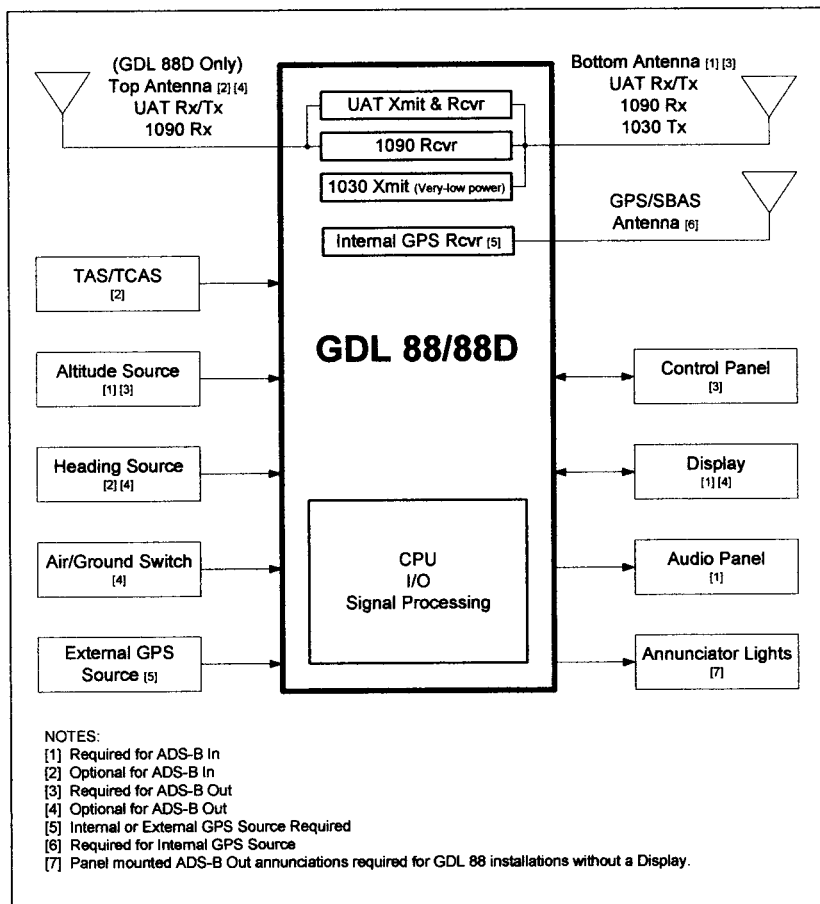 (GDL 88D Only)
Top Antenna [2] [4]
UAT Rx/Tx
1090 Rx
Bottom Antenna [1] [3]
UAT Rx/Tx
1090 Rx
1030 Tx
UAT Xmit & Rcvr
1090 Rcvr
1030 Xmit (Very-low power)
Internal GPS Rcvr [5]
GPS/SBAS
Antenna [6]
GDL 88/88D
TAS/TCAS
[2]
Altitude Source
[1] [3]
Heading Source
[2] [4]
Air/Ground Switch
[4]
External GPS
Source [5]
CPU
I/O
Signal Processing
Control Panel
[3]
Display
[1] [4]
Audio Panel
[1]
Annunciator Lights
[7]
NOTES:
[1] Required for ADS-B In
[2] Optional for ADS-B In
[3] Required for ADS-B Out
[4] Optional for ADS-B Out
[5] Internal or External GPS Source Required
[6] Required for Internal GPS Source
[7] Panel mounted ADS-B Out annunciations required for GDL 88 installations without a Display.